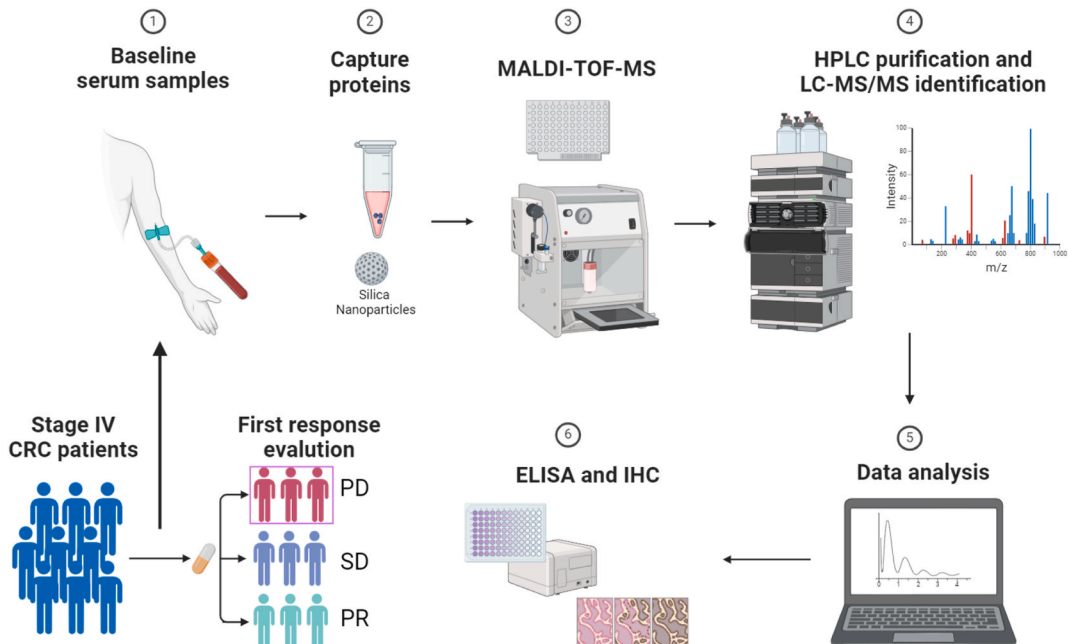 1
Baseline
serum samples
2
Capture
proteins
Silica
Nanoparticles
3
MALDI-TOF-MS
4
HPLC purification and
LC-MS/MS identification
Intensity
100
80
60
40
20
0
200
400
600
800
1000
m/z
Stage IV
CRC patients
First response
evalution
PD
SD
PR
6
ELISA and IHC
5
Data analysis
0
1
2
3
4